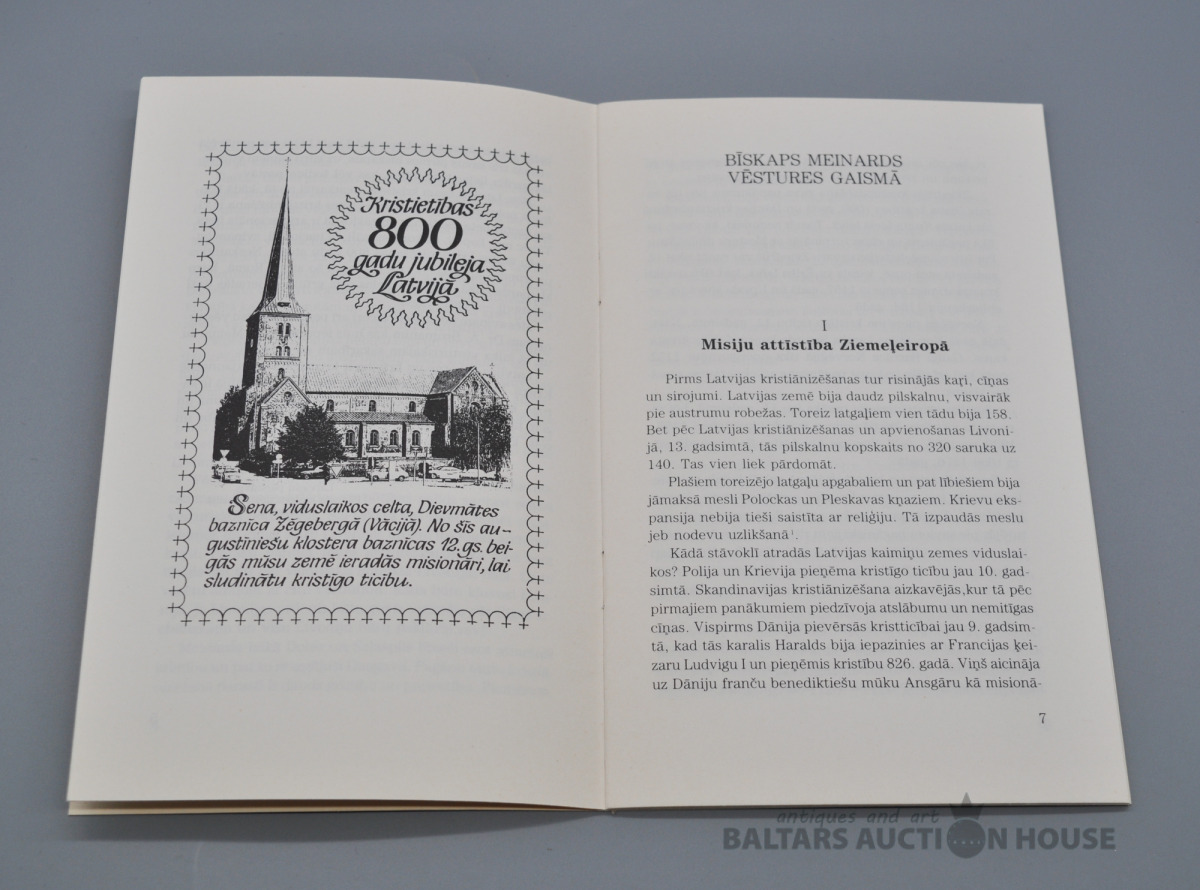 Kristietības
800
gadu jubileja
Latvijā
Sena, viduslaikos celta, Dievmātes
baznīca Zēgebergā (Vācijā). No šīs au-
gustīniešu klostera baznīcas 12. gs. bei-
gās mūsu zemē ieradās misionāri, lai
sludinātu kristīgo ticību.
BĪSKAPS MEINARDS
VĒSTURES GAISMĀ
I
Misiju attīstība Ziemeļeiropā
Pirms Latvijas kristiānizēšanas tur risinājās kaŗi, cīņas
un sirojumi. Latvijas zemē bija daudz pilskalnu, visvairāk
pie austrumu robežas. Toreiz latgaļiem vien tādu bija 158.
Bet pēc Latvijas kristiānizēšanas un apvienošanas Livoni-
jā, 13. gadsimtā, tās pilskalnu kopskaits no 320 saruka uz
140. Tas vien liek pārdomāt.
Plašiem toreizējo latgaļu apgabaliem un pat lībiešiem bija
jāmaksā mesli Polockas un Pleskavas kņaziem. Krievu eks-
pansija nebija tieši saistīta ar reliģiju. Tā izpaudās meslu
jeb nodevu uzlikšanā¹.
Kādā stāvoklī atradās Latvijas kaimiņu zemes viduslai-
kos? Polija un Krievija pieņēma kristīgo ticību jau 10. gad-
simtā. Skandinavijas kristiānizēšana aizkavējās,kur tā pēc
pirmajiem panākumiem piedzīvoja atslābumu un nemitīgas
cīņas. Vispirms Dānija pievērsās kristticībai jau 9. gadsim-
tā, kad tās karalis Haralds bija iepazinies ar Francijas ķei-
zaru Ludvigu I un pieņēmis kristību 826. gadā. Viņš aicināja
uz Dāniju franču benediktiešu mūku Ansgāru kā misionā-
7
antiques and art
BALTARS AUCTION HOUSE